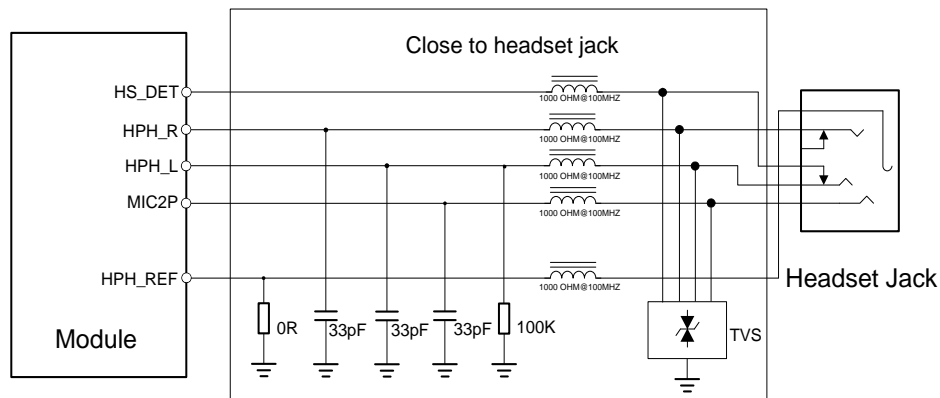 Close to headset jack
HS_DET
1000 OHM@100MHZ
HPH_R
1000 OHM@100MHZ
HPH_L
1000 OHM@100MHZ
MIC2P
1000 OHM@100MHZ
HPH_REF
1000 OHM@100MHZ
Headset Jack
Module
0R
33pF
33pF
33pF
100K
TVS